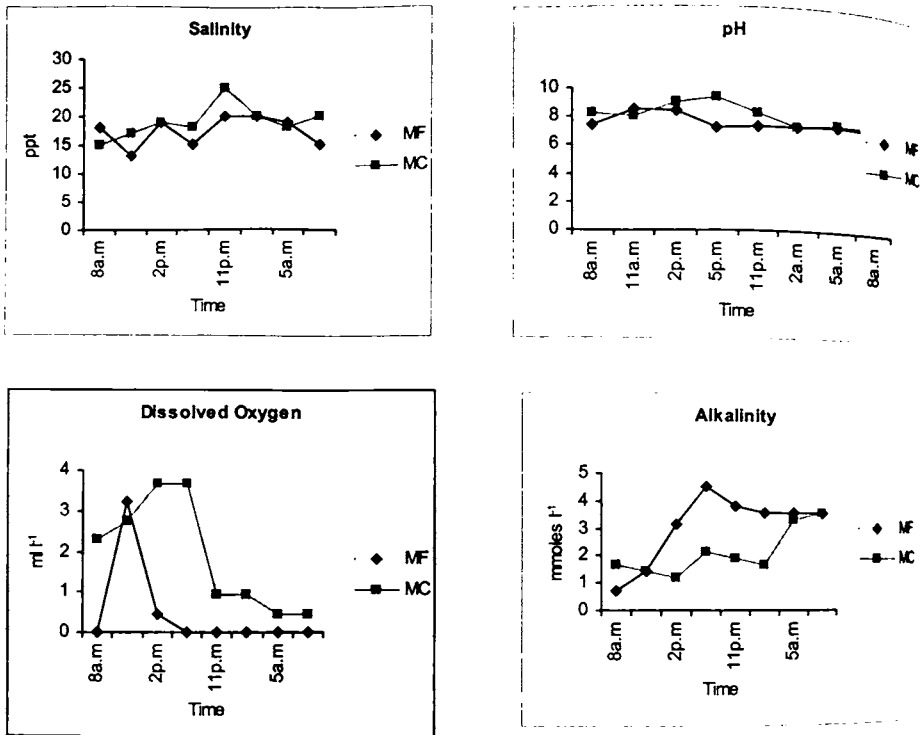 Salinity
30
25
20
15
10
5
0
ppt
8a.m
2p.m
11p.m
5a.m
Time
MF
MC
pH
10
8
6
4
2
0
8a.m
11a.m
2p.m
5p.m
11p.m
2a.m
5a.m
8a.m
Time
MF
MC
Dissolved Oxygen
4
3
2
1
0
ml l-¹
8a.m
2p.m
11p.m
5a.m
Time
MF
MC
Alkalinity
5
4
3
2
1
0
mmoles l-¹
8a.m
2p.m
11p.m
5a.m
Time
MF
MC